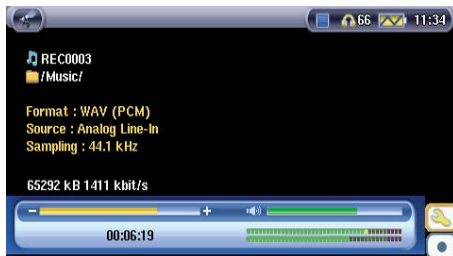 66 11:34
REC0003
/Music/
Format : WAV (PCM)
Source : Analog Line-In
Sampling : 44.1 kHz
65292 kB 1411 kbit/s
- +
00:06:19